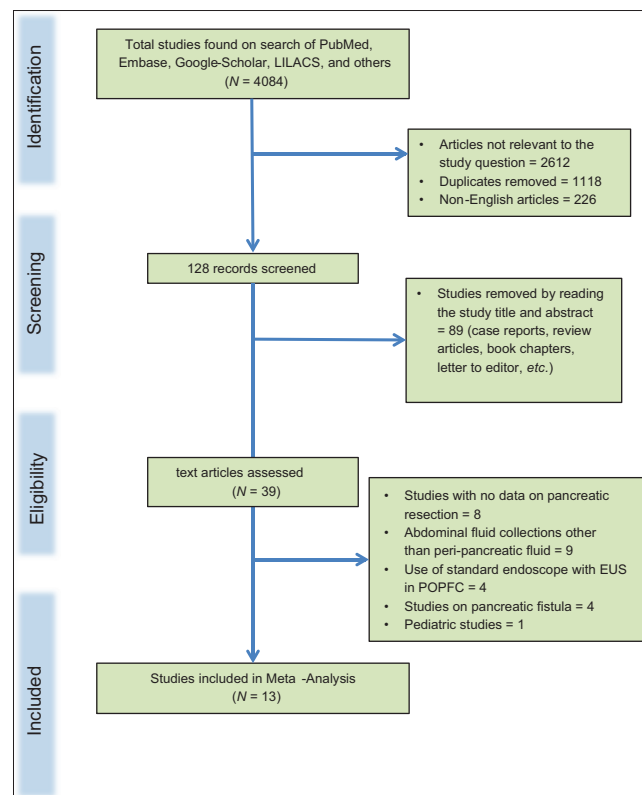 Identification
Total studies found on search of PubMed,
Embase, Google-Scholar, LILACS, and others
(N = 4084)
• Articles not relevant to the
study question = 2612
• Duplicates removed = 1118
• Non-English articles = 226
Screening
128 records screened
• Studies removed by reading
the study title and abstract
= 89 (case reports, review
articles, book chapters,
letter to editor, etc.)
Eligibility
text articles assessed
(N = 39)
• Studies with no data on pancreatic
resection = 8
• Abdominal fluid collections other
than peri-pancreatic fluid = 9
• Use of standard endoscope with EUS
in POPFC = 4
• Studies on pancreatic fistula = 4
• Pediatric studies = 1
Included
Studies included in Meta -Analysis
(N = 13)